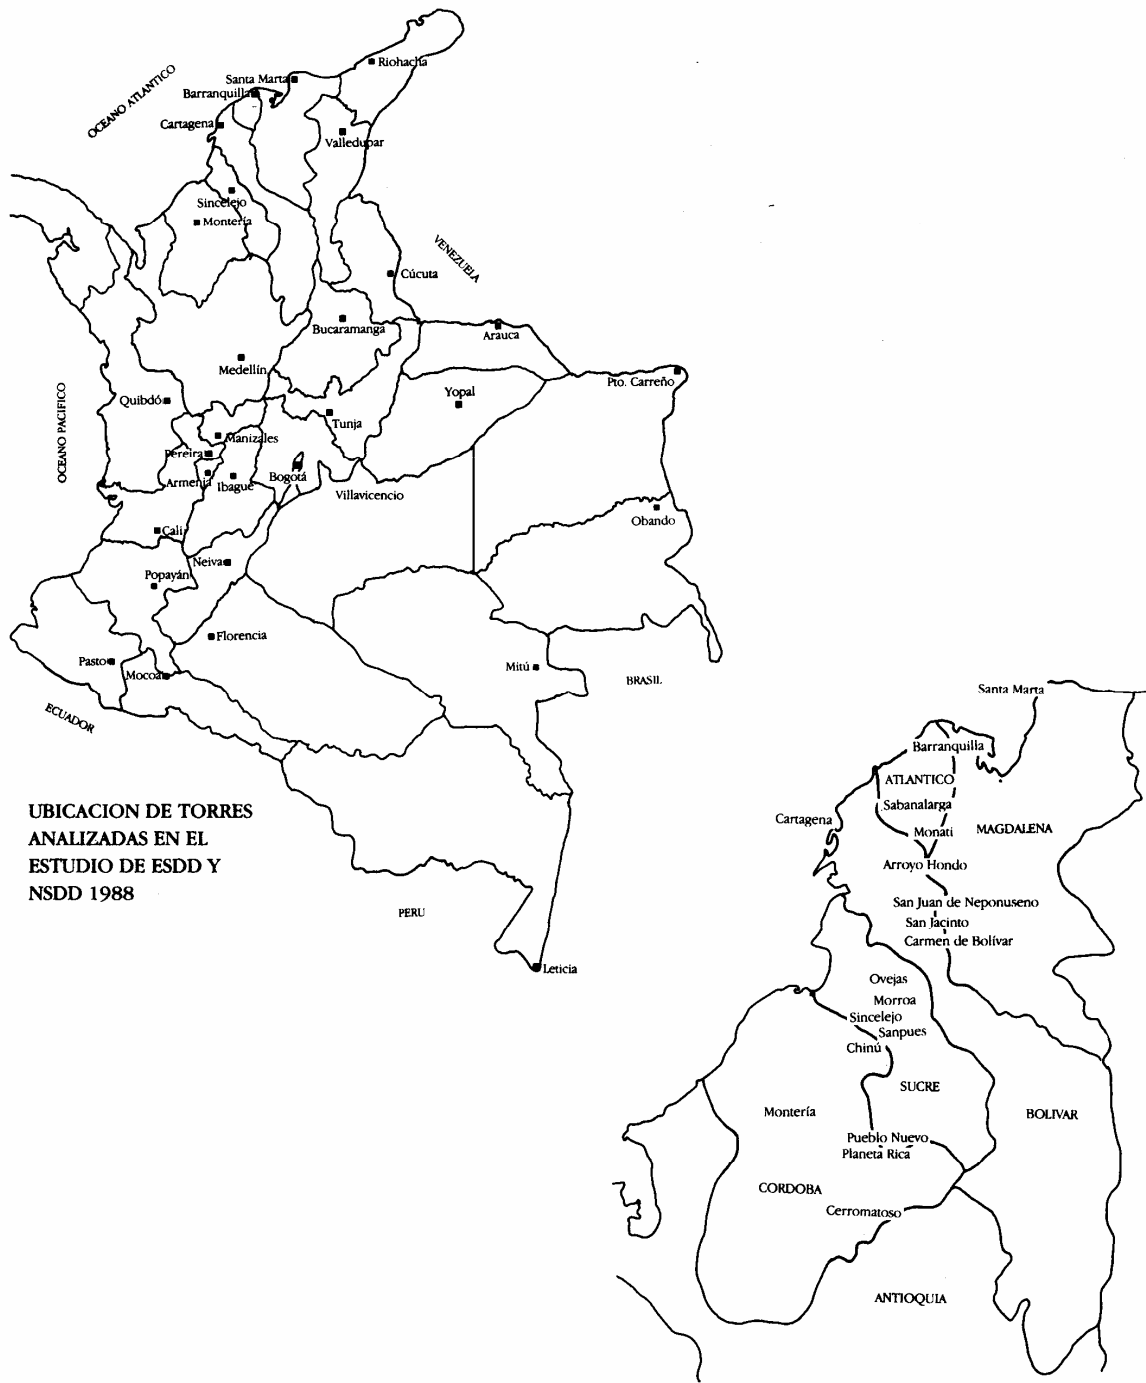 OCEANO ATLANTICO
Riohacha
Santa Marta
Barranquilla
Cartagena
Valledupar
Sincelejo
Montería
VENEZUELA
Cúcuta
Bucaramanga
Arauca
Medellín
Pto. Carreño
OCEANO PACIFICO
Quibdó
Yopal
Tunja
Manizales
Pereira
Armenia
Ibague
Bogotá
Villavicencio
Obando
Cali
Neiva
Popayán
Florencia
Pasto
Mocoa
Mitú
BRASIL
ECUADOR
UBICACION DE TORRES
ANALIZADAS EN EL
ESTUDIO DE ESDD Y
NSDD 1988
PERU
Leticia
Santa Marta
Barranquilla
ATLANTICO
Sabanalarga
Cartagena
Monati
MAGDALENA
Arroyo Hondo
San Juan de Neponuseno
San Jacinto
Carmen de Bolívar
Ovejas
Morroa
Sincelejo
Sanpues
Chinú
SUCRE
Montería
BOLIVAR
Pueblo Nuevo
Planeta Rica
CORDOBA
Cerromatoso
ANTIOQUIA